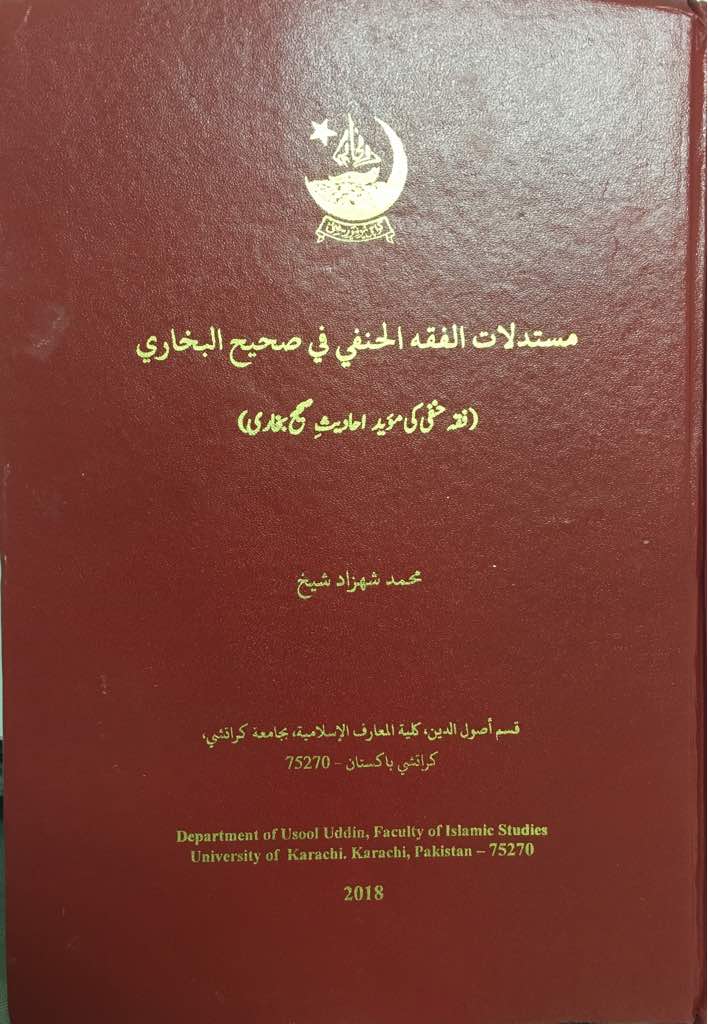 مستدلات الفقه الحنفي في صحيح البخاري
(فقہ حنفی کی مؤید احادیثِ صحیح بخاری)
محمد شهزاد شيخ
قسم أصول الدين، كلية المعارف الإسلامية، بجامعة كراتشي،
كراتشي باكستان - 75270
Department of Usool Uddin, Faculty of Islamic Studies
University of Karachi. Karachi, Pakistan – 75270
2018